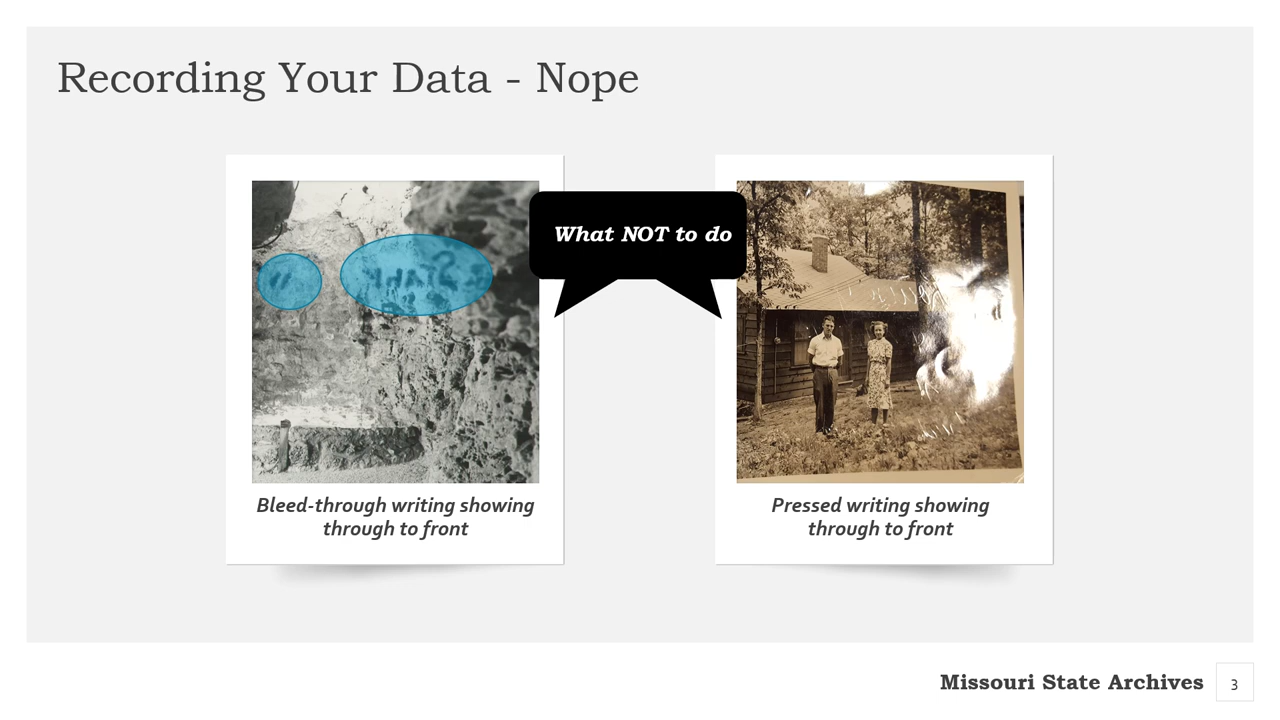 Recording Your Data - Nope
What NOT to do
Bleed-through writing showing
through to front
Pressed writing showing
through to front
Missouri State Archives
3